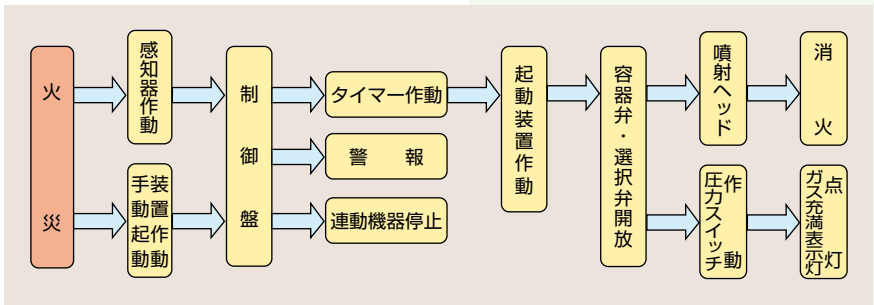 火災
感知器作動
手動起動
装置作動
制御盤
タイマー作動
警報
連動機器停止
起動装置作動
容器弁・選択弁開放
噴射ヘッド
消火
圧力スイッチ
作動
ガス充満表示灯
点灯